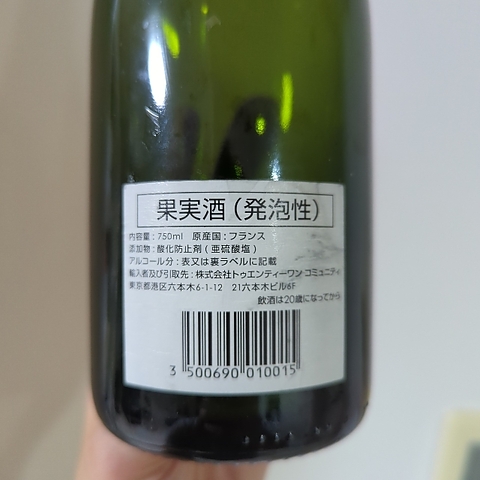 果実酒(発泡性)
内容量:750ml 原産国:フランス
添加物:酸化防止剤(亜硫酸塩)
アルコール分:表又は裏ラベルに記載
輸入者及び引取先:株式会社トゥエンティーワン コミュニティ
東京都港区六本木6-1-12 21六本木ビル6F
飲酒は20歳になってから。
3 500690 010015